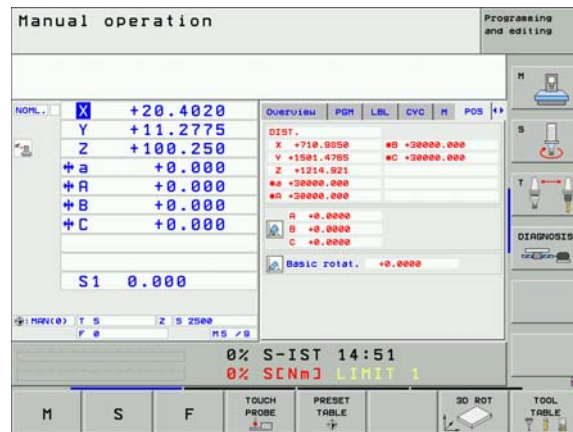 Manual operation
Programming
and editing
NOML.
X +20.4020
Y +11.2775
Z +100.250
a +0.000
A +0.000
B +0.000
C +0.000
S1 0.000
: MAN(0) T 5 Z S 2500
F 0 M 5 / 9
Overview PGM LBL CYC M POS
DIST.
X +710.9850 *B +30000.000
Y +1501.4765 *C +30000.000
Z +1214.921
*a +30000.000
*A +30000.000
A +0.0000
B +0.0000
C +0.0000
Basic rotat. +0.0000
0% S-IST 14:51
0% S[Nm] LIMIT 1
M
S
T
DIAGNOSIS
M
S
F
TOUCH
PROBE
PRESET
TABLE
3D ROT
TOOL
TABLE